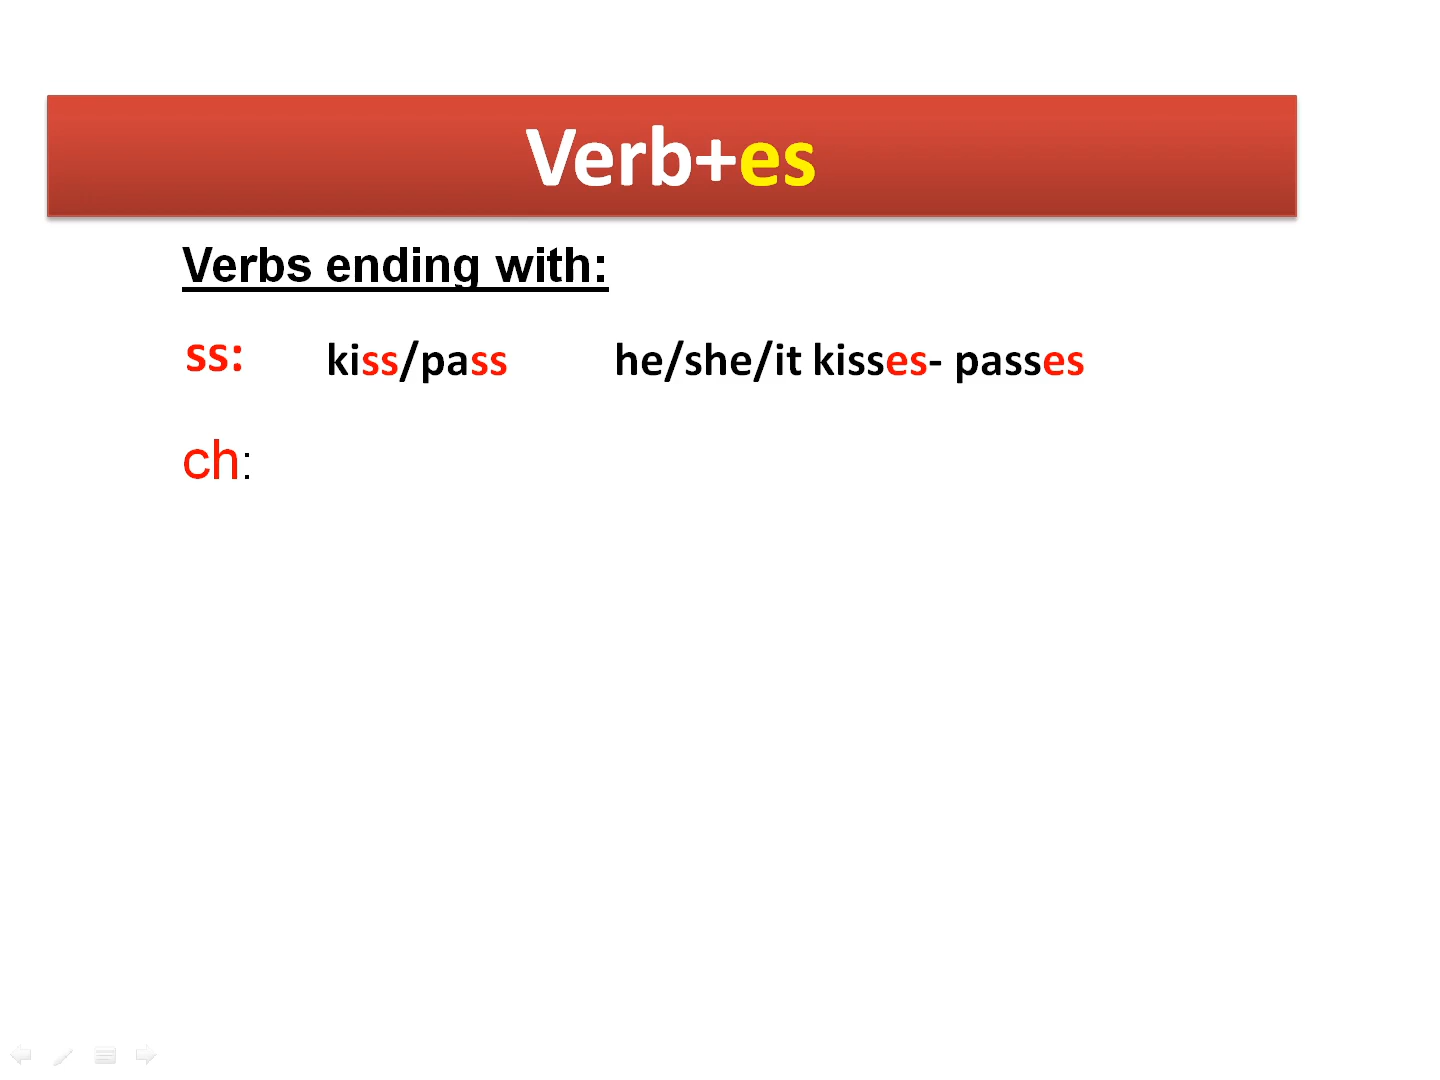 Verb+es
Verbs ending with:
ss: kiss/pass he/she/it kisses- passes
ch: